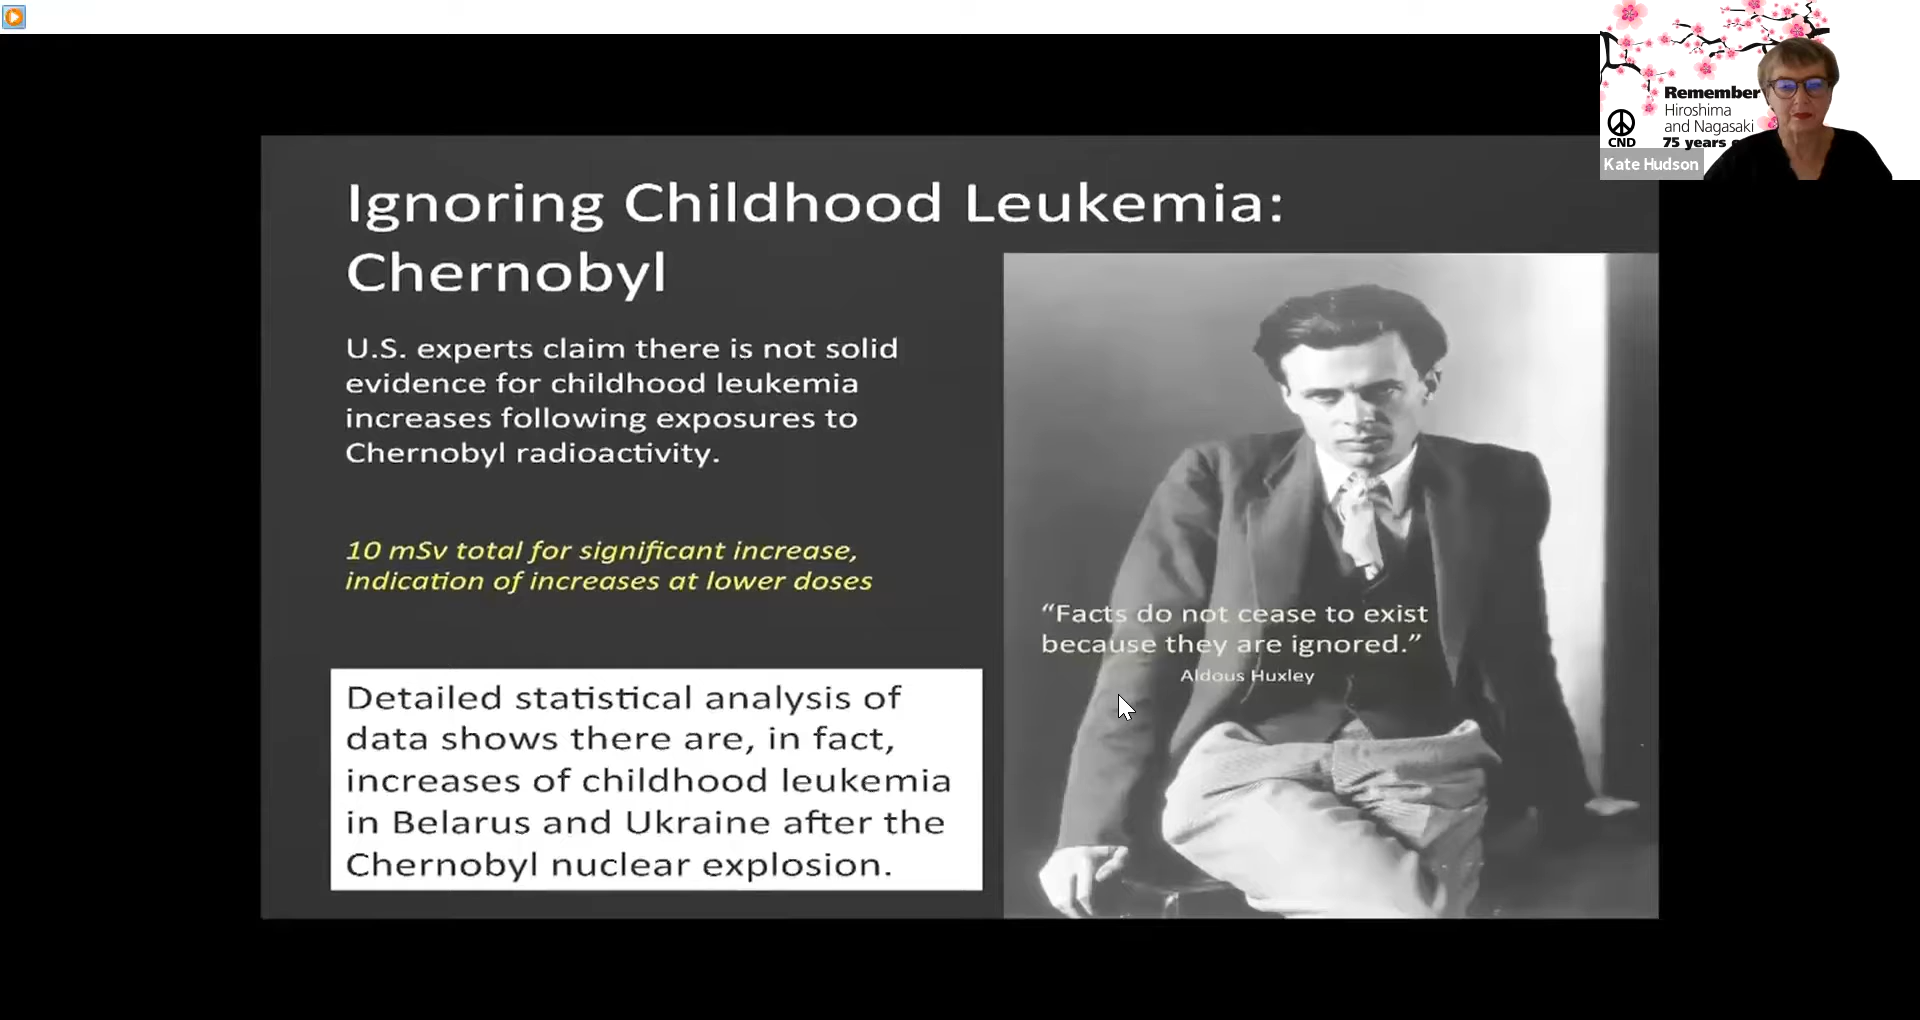 Ignoring Childhood Leukemia:
Chernobyl
U.S. experts claim there is not solid
evidence for childhood leukemia
increases following exposures to
Chernobyl radioactivity.
10 mSv total for significant increase,
indication of increases at lower doses
Detailed statistical analysis of
data shows there are, in fact,
increases of childhood leukemia
in Belarus and Ukraine after the
Chernobyl nuclear explosion.
“Facts do not cease to exist
because they are ignored.”
Aldous Huxley
Remember
Hiroshima
and Nagasaki
75 years
CND
Kate Hudson